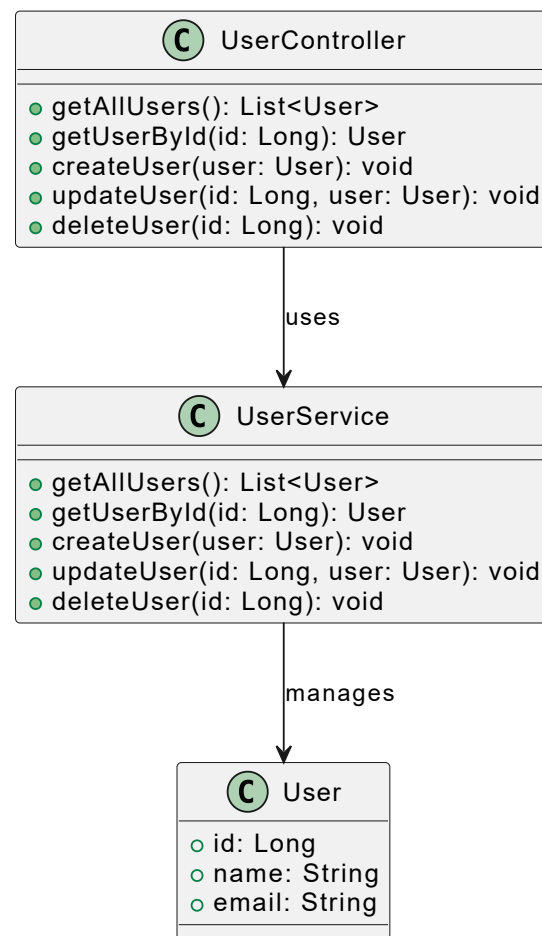 C UserController
getAllUsers(): List<User>
getUserById(id: Long): User
createUser(user: User): void
updateUser(id: Long, user: User): void
deleteUser(id: Long): void
uses
C UserService
getAllUsers(): List<User>
getUserById(id: Long): User
createUser(user: User): void
updateUser(id: Long, user: User): void
deleteUser(id: Long): void
manages
C User
id: Long
name: String
email: String